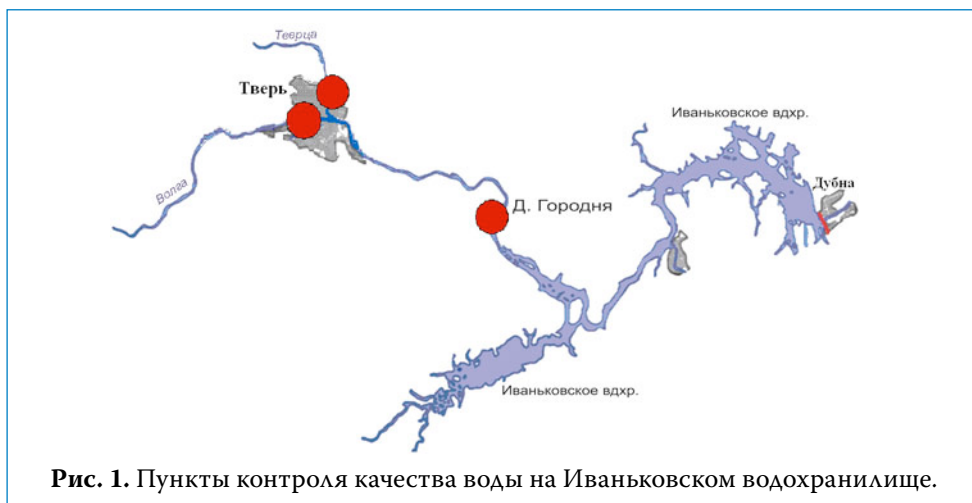 Тверца
Тверь
Иваньковское вдхр.
Дубна
Волга
Д. Городня
Иваньковское вдхр.
Рис. 1. Пункты контроля качества воды на Иваньковском водохранилище.